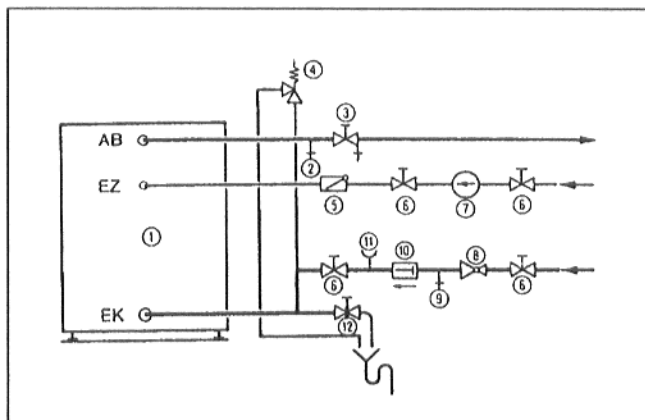 ④
③
AB
②
EZ
⑤ ⑥ ⑦ ⑥
①
⑪ ⑩ ⑧
⑥ ⑨ ⑥
EK
⑫